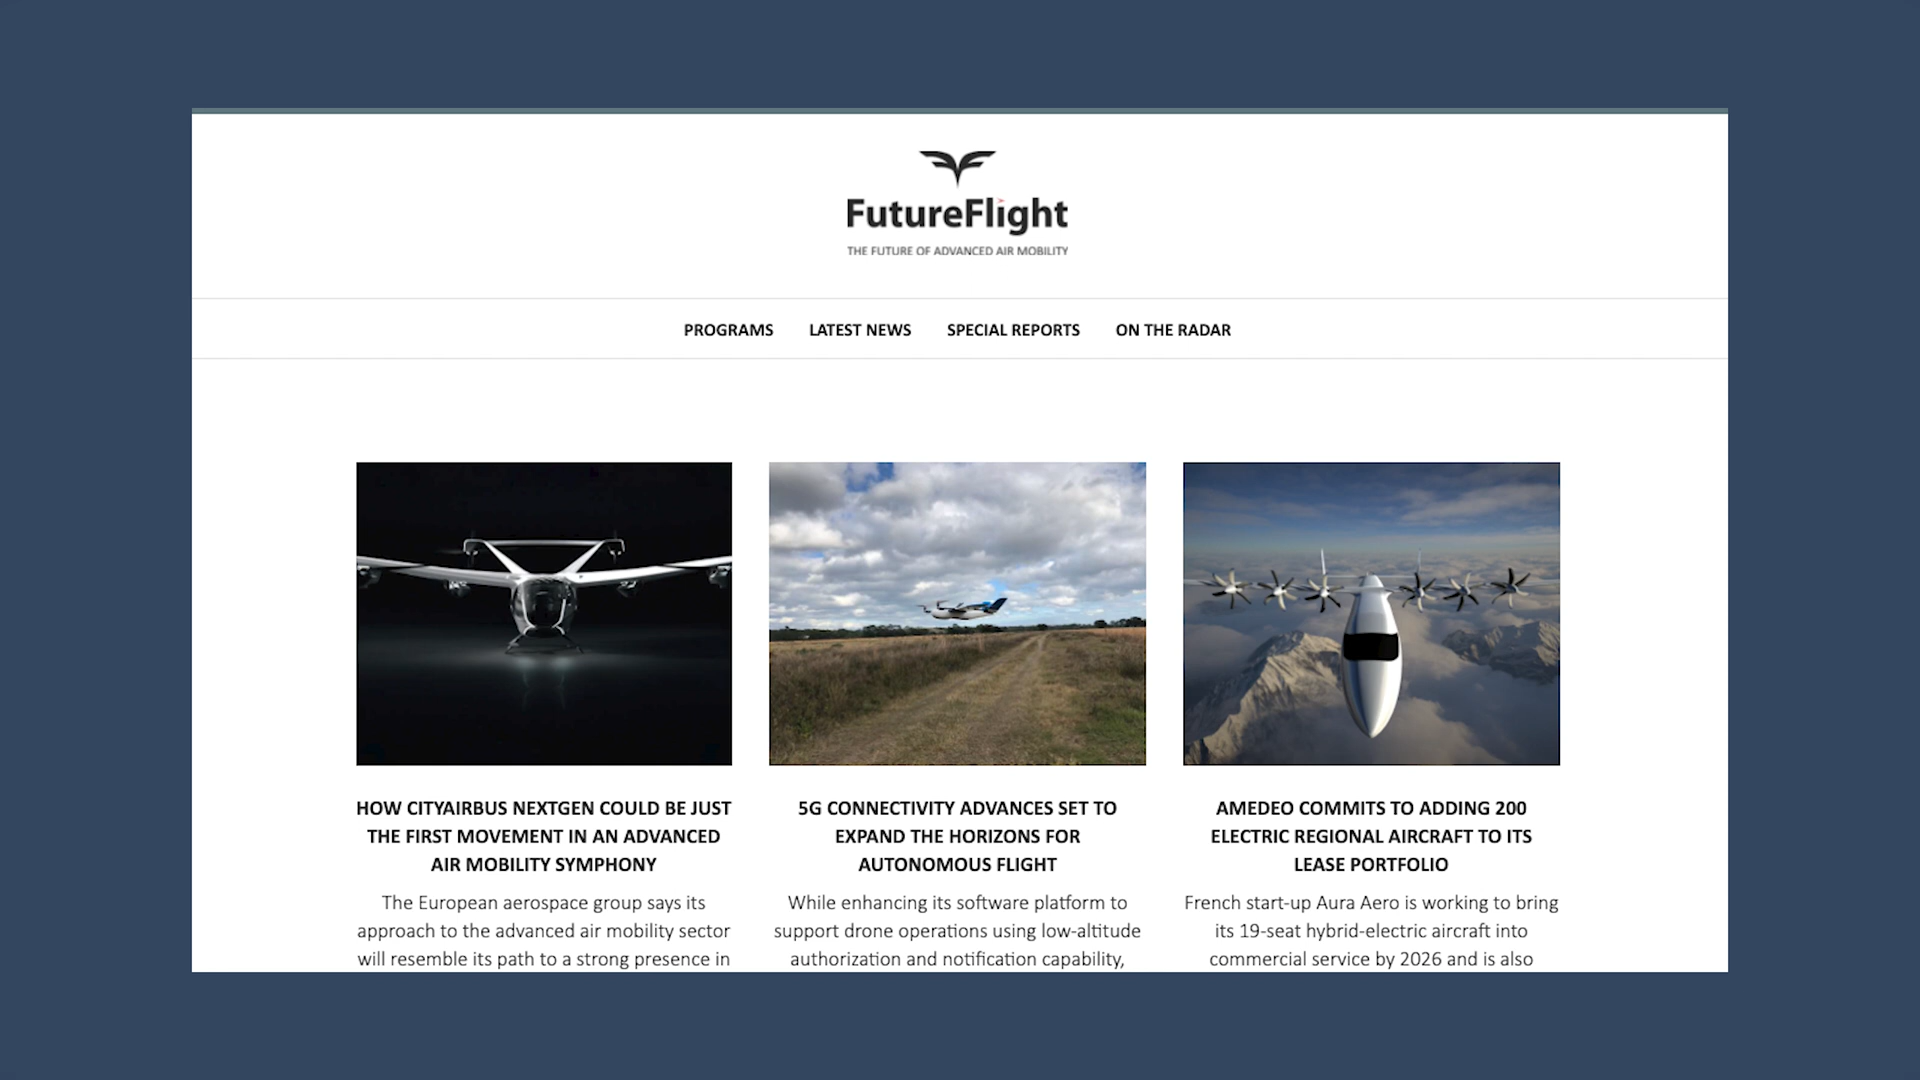 FutureFlight
THE FUTURE OF ADVANCED AIR MOBILITY
PROGRAMS LATEST NEWS SPECIAL REPORTS ON THE RADAR
HOW CITYAIRBUS NEXTGEN COULD BE JUST
THE FIRST MOVEMENT IN AN ADVANCED
AIR MOBILITY SYMPHONY
The European aerospace group says its
approach to the advanced air mobility sector
will resemble its path to a strong presence in
5G CONNECTIVITY ADVANCES SET TO
EXPAND THE HORIZONS FOR
AUTONOMOUS FLIGHT
While enhancing its software platform to
support drone operations using low-altitude
authorization and notification capability,
AMEDEO COMMITS TO ADDING 200
ELECTRIC REGIONAL AIRCRAFT TO ITS
LEASE PORTFOLIO
French start-up Aura Aero is working to bring
its 19-seat hybrid-electric aircraft into
commercial service by 2026 and is also